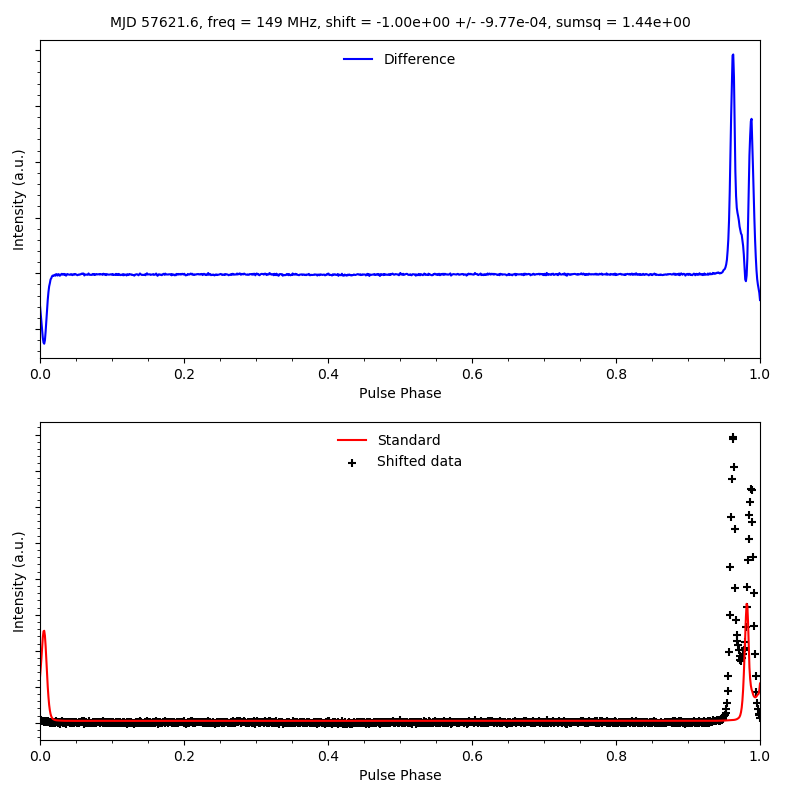 MJD 57621.6, freq = 149 MHz, shift = -1.00e+00 +/- -9.77e-04, sumsq = 1.44e+00
Difference
Intensity (a.u.)
0.0 0.2 0.4 0.6 0.8 1.0
Pulse Phase
Standard
Shifted data
Intensity (a.u.)
0.0 0.2 0.4 0.6 0.8 1.0
Pulse Phase